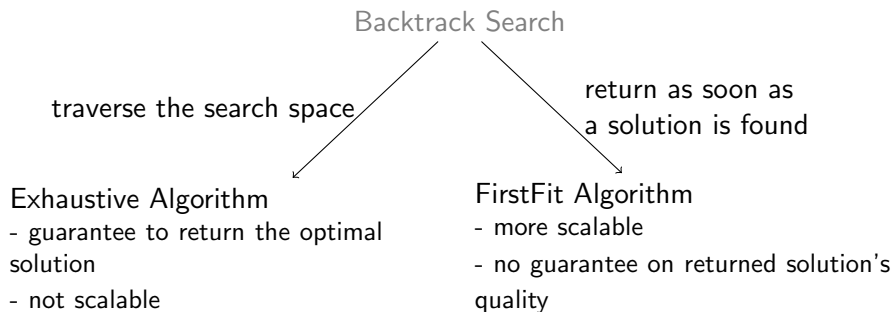 Backtrack Search
traverse the search space
return as soon as
a solution is found
Exhaustive Algorithm
- guarantee to return the optimal
solution
- not scalable
FirstFit Algorithm
- more scalable
- no guarantee on returned solution's
quality